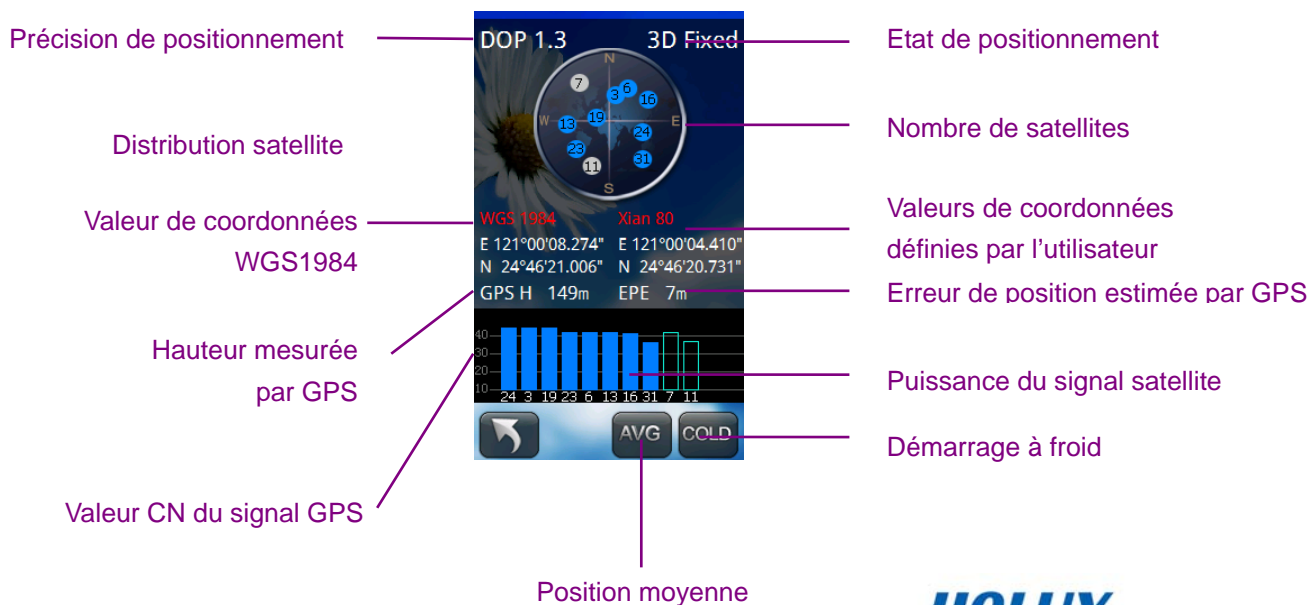 Précision de positionnement
DOP 1.3 3D Fixed
Etat de positionnement
N
7
3 6
16
W 13 19 E
24
23
11
31
S
Nombre de satellites
Distribution satellite
Valeur de coordonnées
WGS1984
WGS 1984 Xian 80
E 121°00'08.274" E 121°00'04.410"
N 24°46'21.006" N 24°46'20.731"
GPS H 149m EPE 7m
Valeurs de coordonnées
définies par l'utilisateur
Erreur de position estimée par GPS
Hauteur mesurée
par GPS
40
30
20
10
24 3 19 23 6 13 16 31 7 11
Puissance du signal satellite
AVG COLD
Démarrage à froid
Valeur CN du signal GPS
Position moyenne
HOLUX